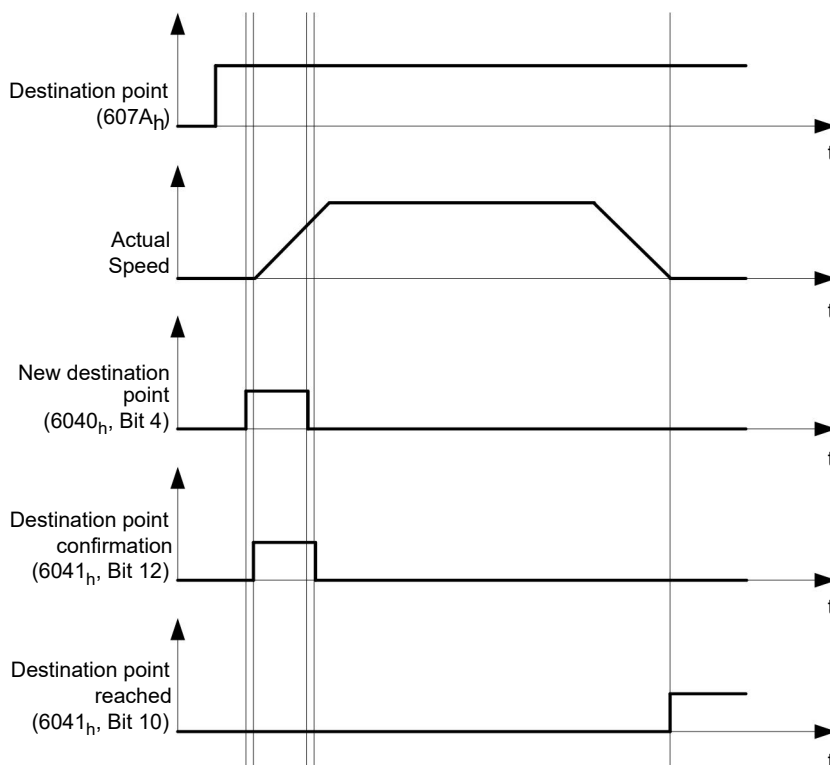 Destination point
(607Ah)
t
Actual
Speed
t
New destination
point
(6040h, Bit 4)
t
Destination point
confirmation
(6041h, Bit 12)
t
Destination point
reached
(6041h, Bit 10)
t